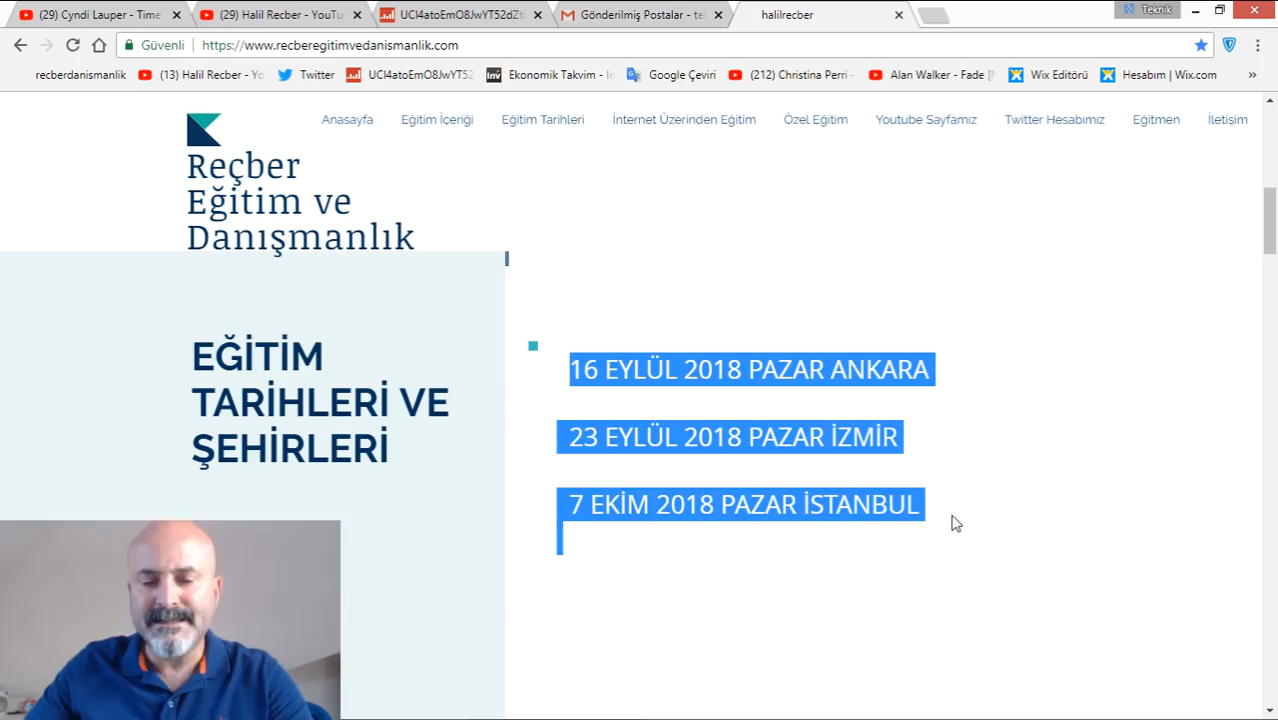 (29) Cyndi Lauper - Time
(29) Halil Recber - YouTu
UCI4atoEmO8JwYT52dZt
Gönderilmiş Postalar - te
halilrecber
Teknik
Güvenli
https://www.recberegitimvedanismanlik.com
recberdanismanlik
(13) Halil Recber - Yo
Twitter
UCI4atoEmO8JwYT52
Ekonomik Takvim - In
Google Çeviri
(212) Christina Perri -
Alan Walker - Fade [
Wix Editörü
Hesabım | Wix.com
Anasayfa
Eğitim İçeriği
Eğitim Tarihleri
İnternet Üzerinden Eğitim
Özel Eğitim
Youtube Sayfamız
Twitter Hesabımız
Eğitmen
İletişim
Reçber
Eğitim ve
Danışmanlık
EĞİTİM
TARİHLERİ VE
ŞEHİRLERİ
16 EYLÜL 2018 PAZAR ANKARA
23 EYLÜL 2018 PAZAR İZMİR
7 EKİM 2018 PAZAR İSTANBUL